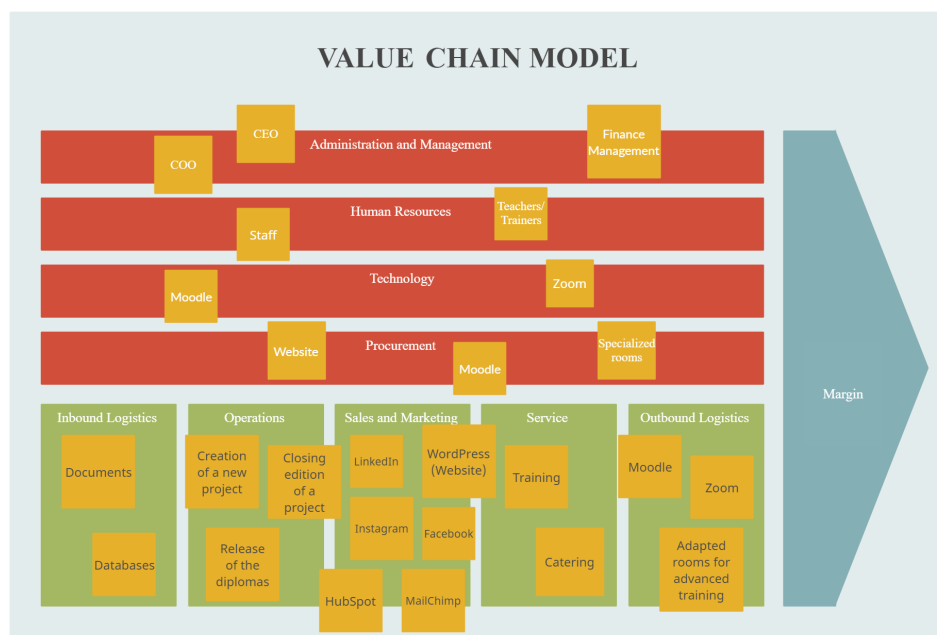 VALUE CHAIN MODEL
CEO
Finance
Management
Administration and Management
COO
Teachers/
Trainers
Human Resources
Staff
Technology
Zoom
Moodle
Procurement
Website
Specialized
rooms
Moodle
Margin
Inbound Logistics
Documents
Databases
Operations
Creation
of a new
project
Closing
edition
of a
project
Release
of the
diplomas
Sales and Marketing
LinkedIn
WordPress
(Website)
Instagram
Facebook
HubSpot
MailChimp
Service
Training
Catering
Outbound Logistics
Moodle
Zoom
Adapted
rooms for
advanced
training